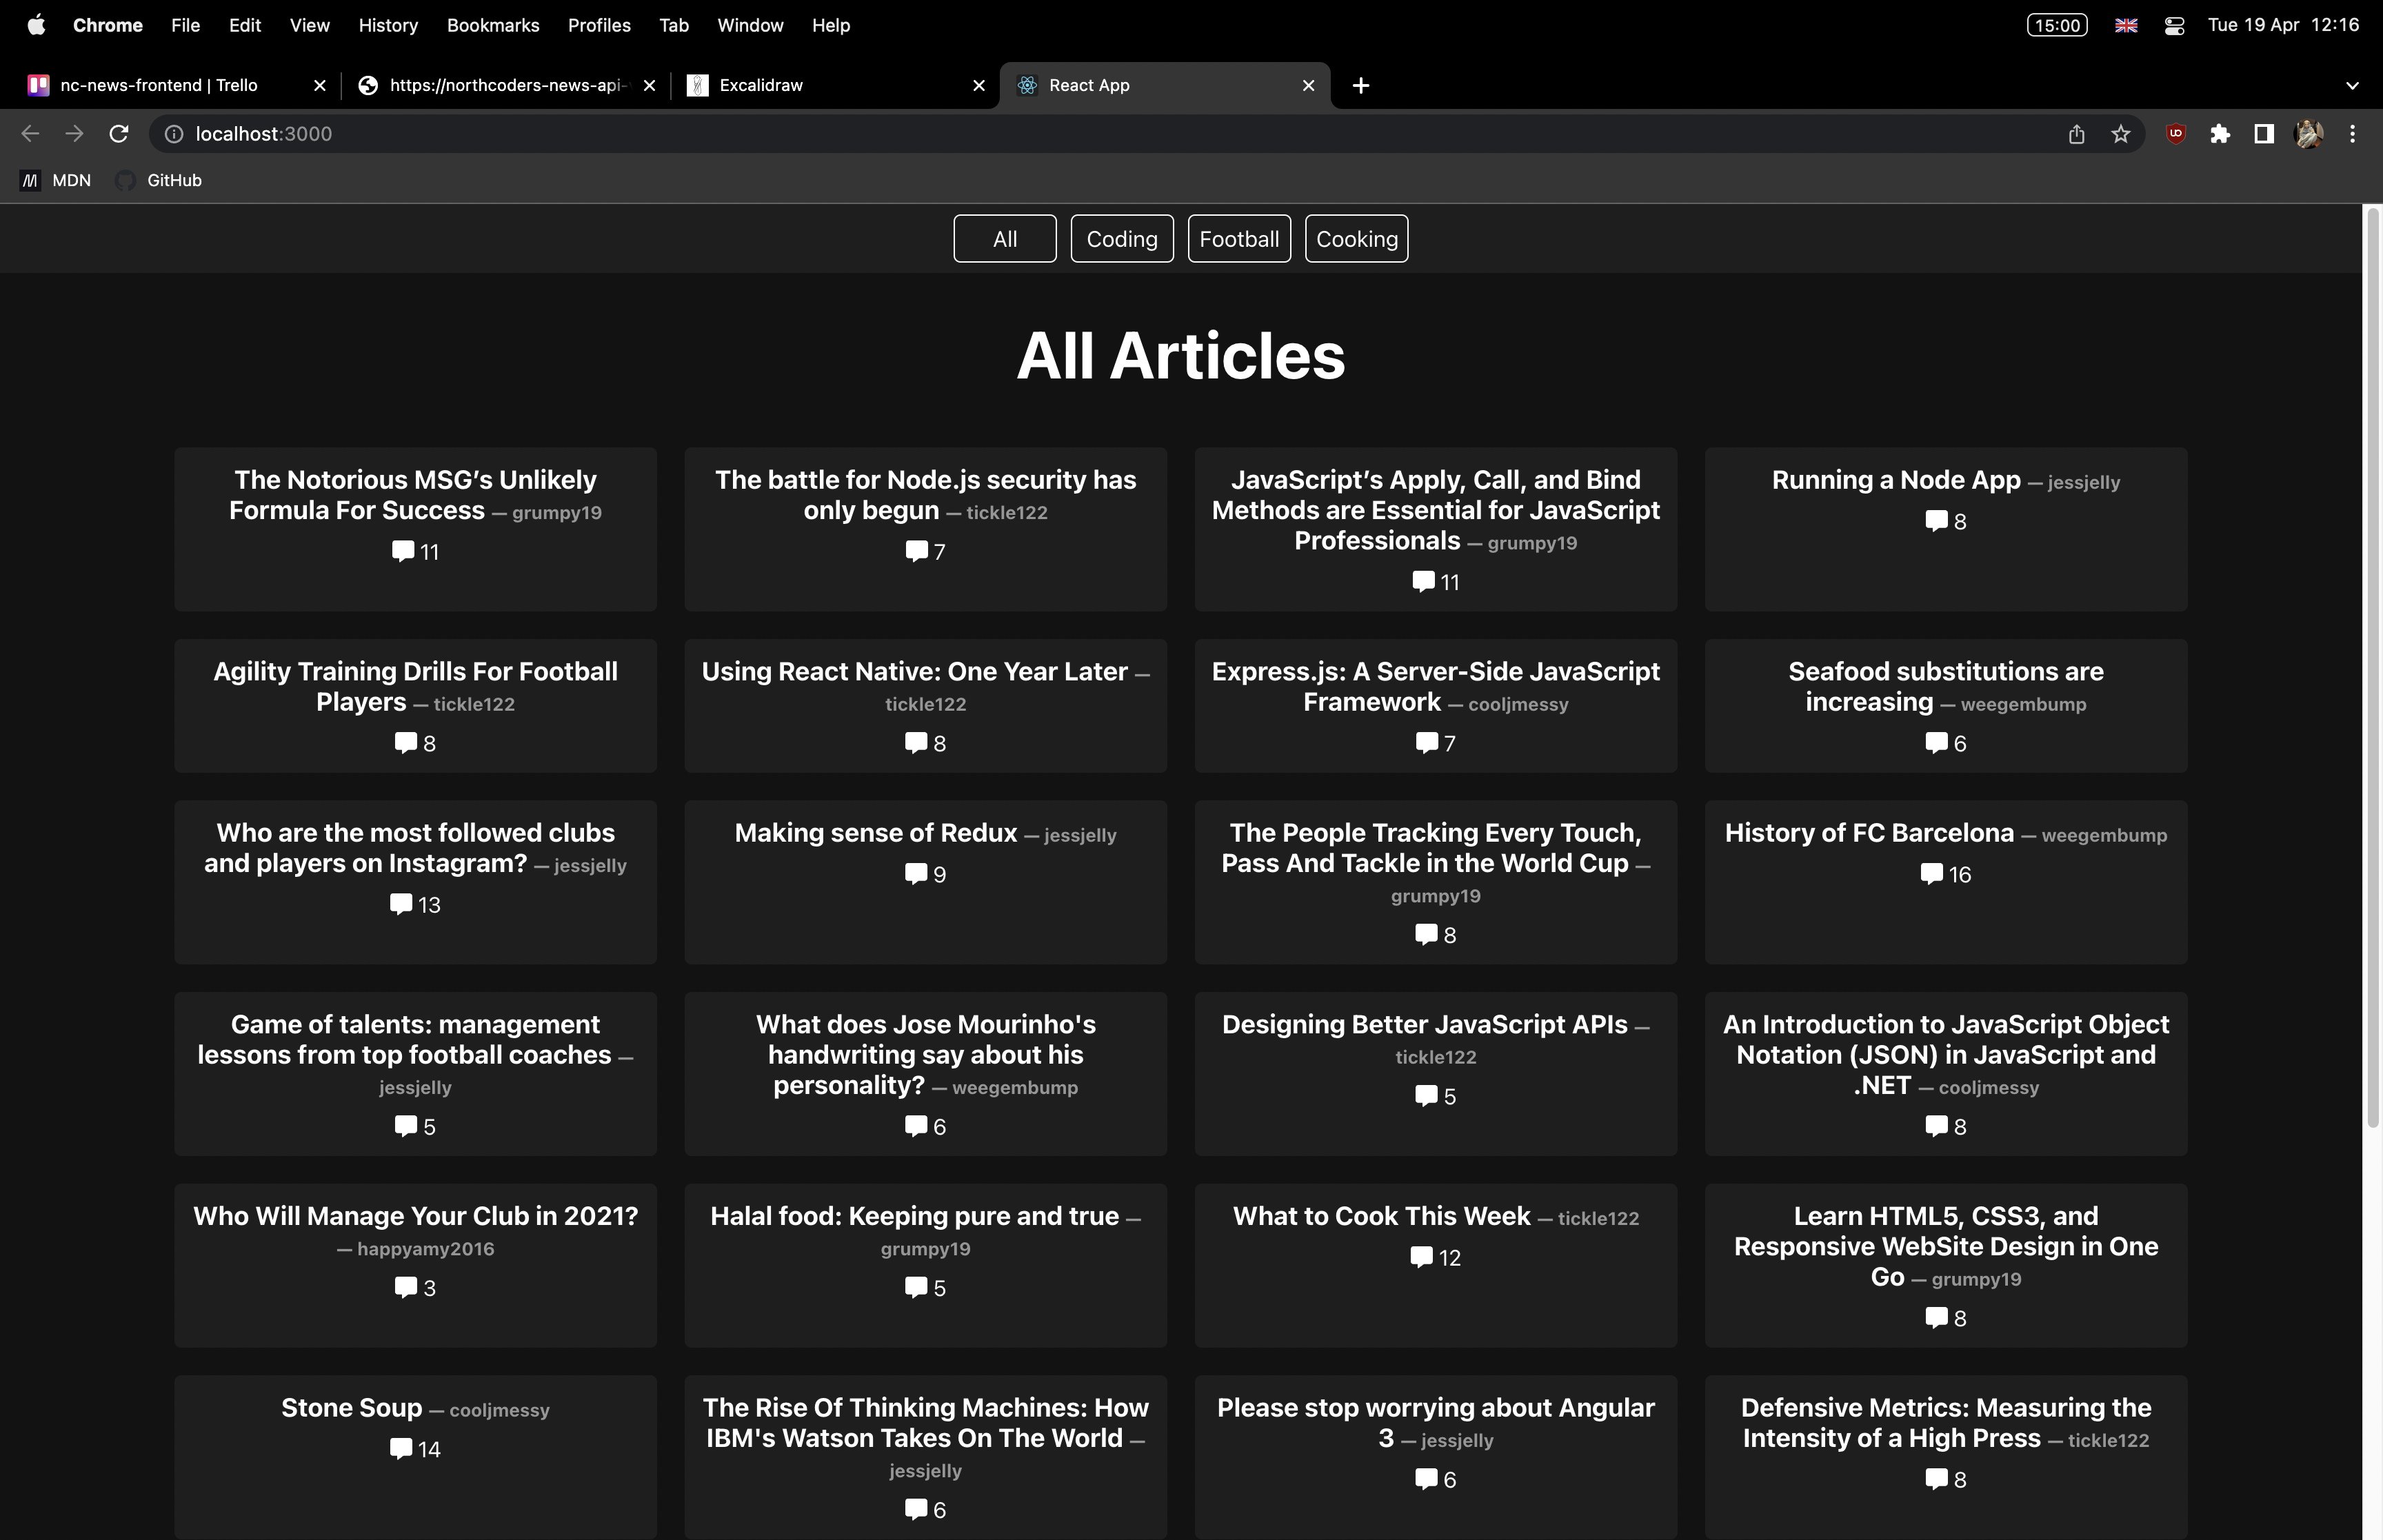 Chrome File Edit View History Bookmarks Profiles Tab Window Help 15:00 Tue 19 Apr 12:16
nc-news-frontend | Trello https://northcoders-news-api- Excalidraw React App
localhost:3000
MDN GitHub
All Coding Football Cooking
All Articles
The Notorious MSG’s Unlikely
Formula For Success — grumpy19
11
The battle for Node.js security has
only begun — tickle122
7
JavaScript’s Apply, Call, and Bind
Methods are Essential for JavaScript
Professionals — grumpy19
11
Running a Node App — jessjelly
8
Agility Training Drills For Football
Players — tickle122
8
Using React Native: One Year Later —
tickle122
8
Express.js: A Server-Side JavaScript
Framework — cooljmessy
7
Seafood substitutions are
increasing — weegembump
6
Who are the most followed clubs
and players on Instagram? — jessjelly
13
Making sense of Redux — jessjelly
9
The People Tracking Every Touch,
Pass And Tackle in the World Cup —
grumpy19
8
History of FC Barcelona — weegembump
16
Game of talents: management
lessons from top football coaches —
jessjelly
5
What does Jose Mourinho's
handwriting say about his
personality? — weegembump
6
Designing Better JavaScript APIs —
tickle122
5
An Introduction to JavaScript Object
Notation (JSON) in JavaScript and
.NET — cooljmessy
8
Who Will Manage Your Club in 2021?
— happyamy2016
3
Halal food: Keeping pure and true —
grumpy19
5
What to Cook This Week — tickle122
12
Learn HTML5, CSS3, and
Responsive WebSite Design in One
Go — grumpy19
8
Stone Soup — cooljmessy
14
The Rise Of Thinking Machines: How
IBM's Watson Takes On The World —
jessjelly
6
Please stop worrying about Angular
3 — jessjelly
6
Defensive Metrics: Measuring the
Intensity of a High Press — tickle122
8